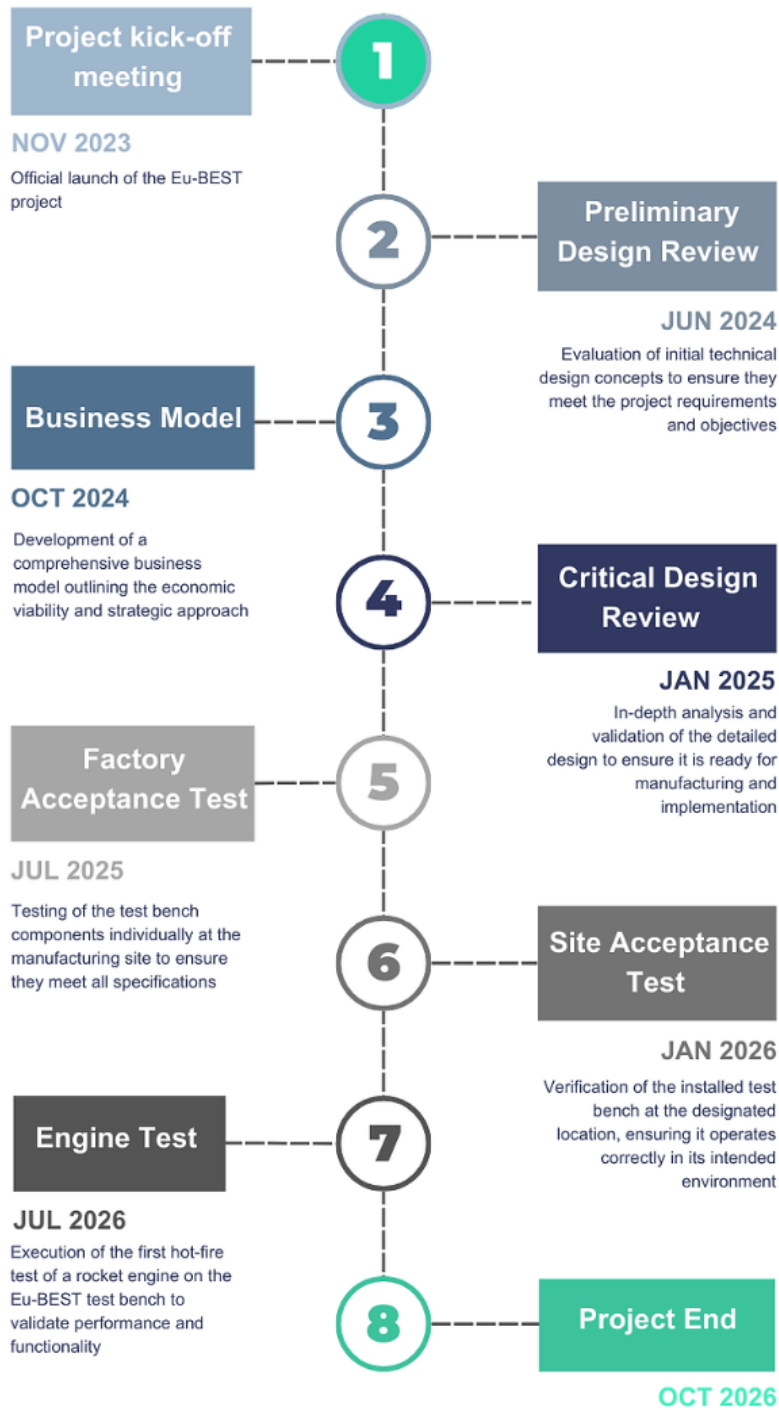 Project kick-off
meeting
1
NOV 2023
Official launch of the Eu-BEST
project
2
Preliminary
Design Review
JUN 2024
Evaluation of initial technical
design concepts to ensure they
meet the project requirements
and objectives
Business Model
3
OCT 2024
Development of a
comprehensive business
model outlining the economic
viability and strategic approach
4
Critical Design
Review
JAN 2025
In-depth analysis and
validation of the detailed
design to ensure it is ready for
manufacturing and
implementation
Factory
Acceptance Test
5
JUL 2025
Testing of the test bench
components individually at the
manufacturing site to ensure
they meet all specifications
6
Site Acceptance
Test
JAN 2026
Verification of the installed test
bench at the designated
location, ensuring it operates
correctly in its intended
environment
Engine Test
7
JUL 2026
Execution of the first hot-fire
test of a rocket engine on the
Eu-BEST test bench to
validate performance and
functionality
8
Project End
OCT 2026